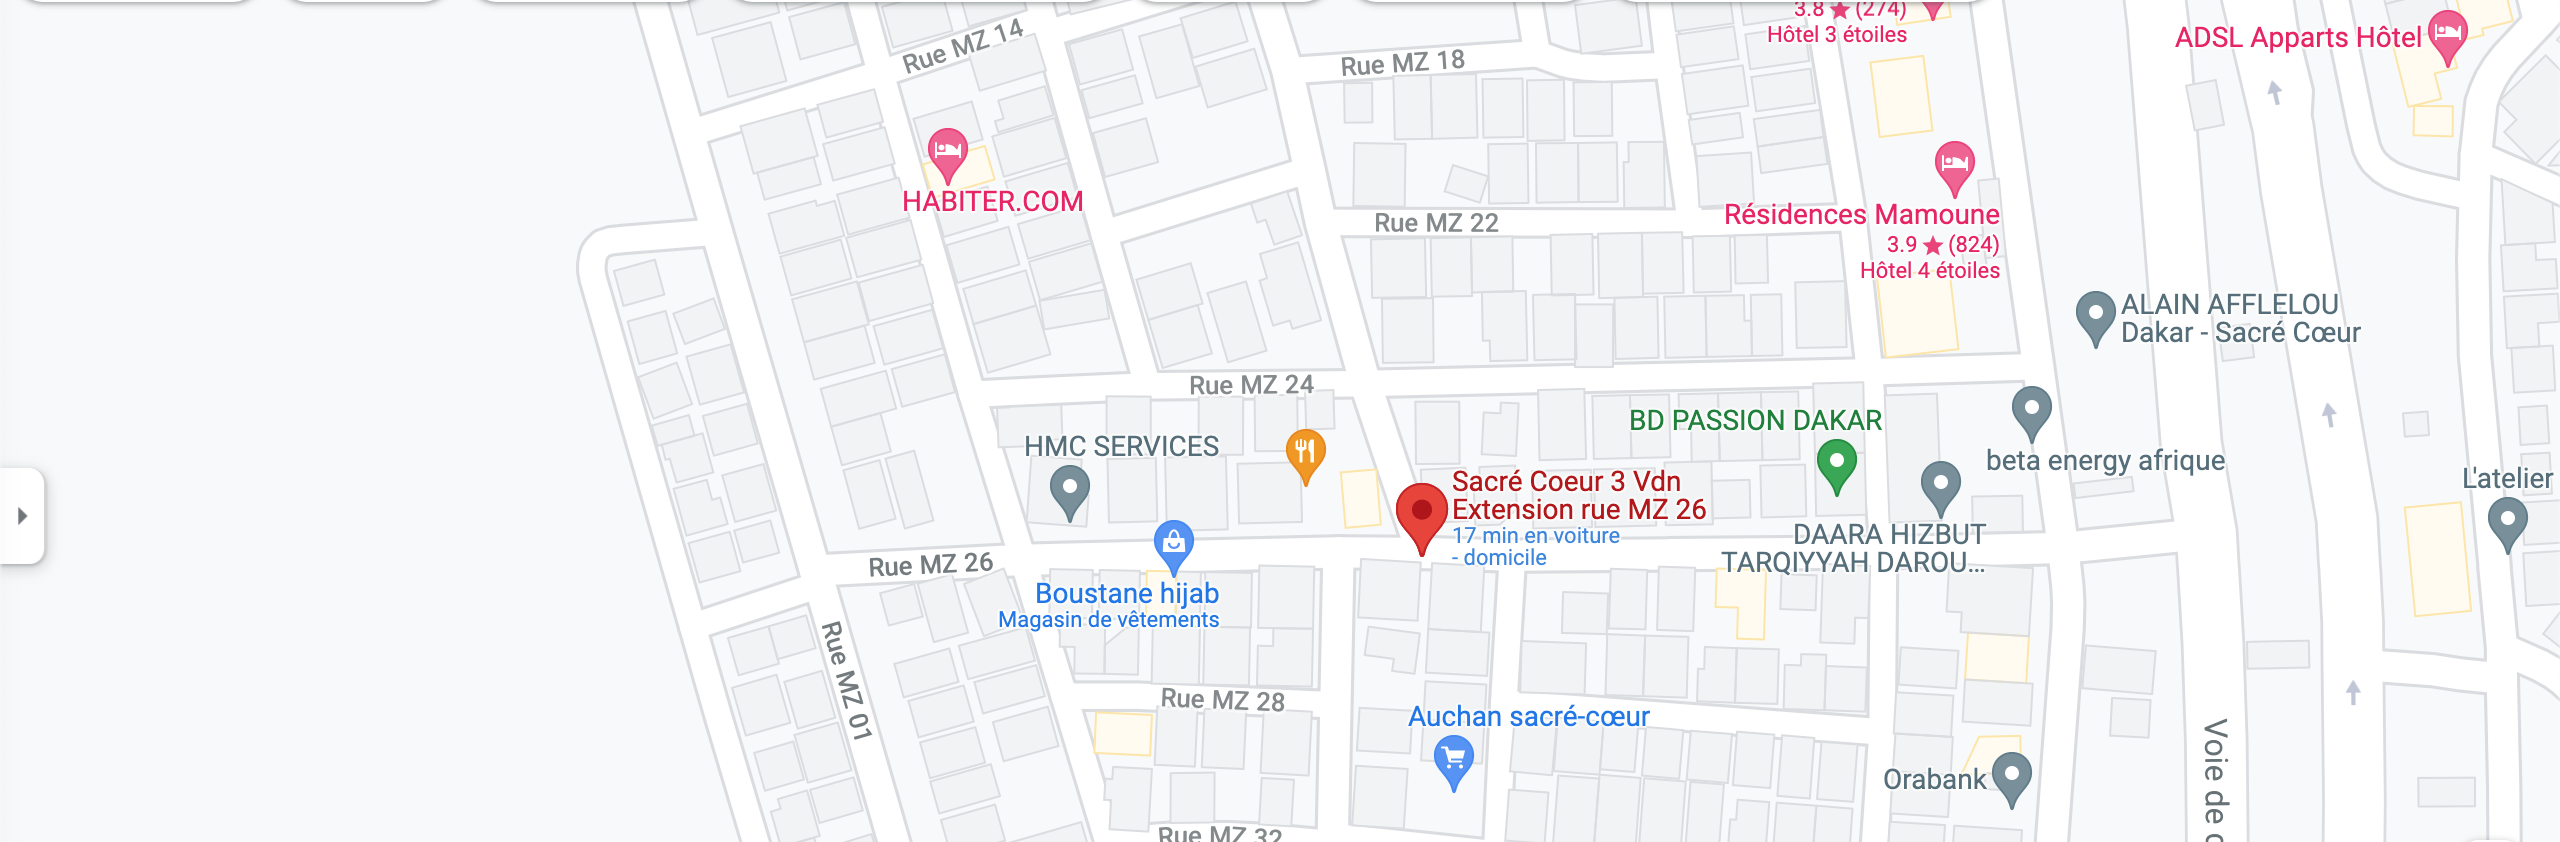 Rue MZ 14
3.8 ★ (274)
Hôtel 3 étoiles
ADSL Apparts Hôtel
Rue MZ 18
HABITER.COM
Rue MZ 22
Résidences Mamoune
3.9 ★ (824)
Hôtel 4 étoiles
ALAIN AFFLELOU
Dakar - Sacré Cœur
Rue MZ 24
BD PASSION DAKAR
HMC SERVICES
beta energy afrique
L'atelier
Sacré Coeur 3 Vdn
Extension rue MZ 26
17 min en voiture
- domicile
DAARA HIZBUT
TARQIYYAH DAROU...
Rue MZ 26
Boustane hijab
Magasin de vêtements
Rue MZ 01
Rue MZ 28
Auchan sacré-cœur
Orabank
Voie de
Rue MZ 32